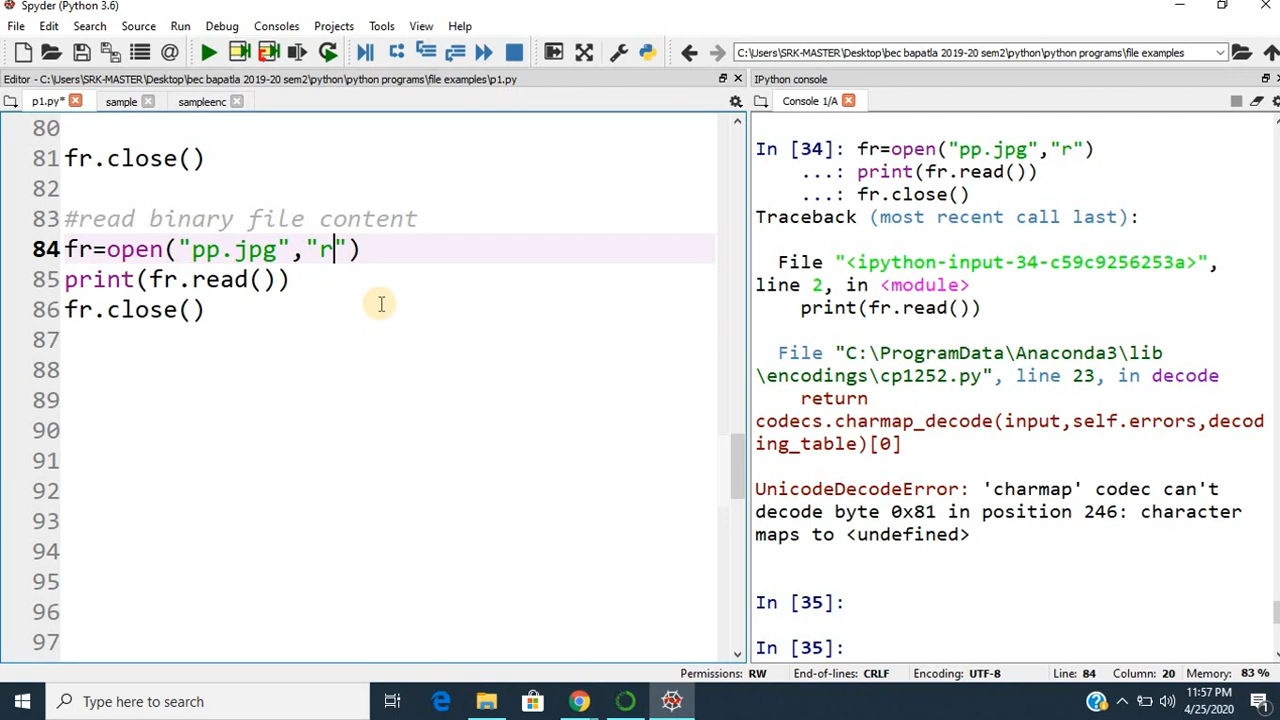 Spyder (Python 3.6)
File Edit Search Source Run Debug Consoles Projects Tools View Help
C:\Users\SRK-MASTER\Desktop\bec bapatla 2019-20 sem2\python\python programs\file examples
Editor - C:\Users\SRK-MASTER\Desktop\bec bapatla 2019-20 sem2\python\python programs\file examples\p1.py
p1.py* sample sampleenc
80
81 fr.close()
82
83 #read binary file content
84 fr=open("pp.jpg","r")
85 print(fr.read())
86 fr.close()
87
88
89
90
91
92
93
94
95
96
97
IPython console
Console 1/A
In [34]: fr=open("pp.jpg","r")
...: print(fr.read())
...: fr.close()
Traceback (most recent call last):
File "<ipython-input-34-c59c9256253a>",
line 2, in <module>
print(fr.read())
File "C:\ProgramData\Anaconda3\lib
\encodings\cp1252.py", line 23, in decode
return
codecs.charmap_decode(input,self.errors,decod
ing_table)[0]
UnicodeDecodeError: 'charmap' codec can't
decode byte 0x81 in position 246: character
maps to <undefined>
In [35]:
In [35]:
Permissions: RW End-of-lines: CRLF Encoding: UTF-8 Line: 84 Column: 20 Memory: 83 %
Type here to search
11:57 PM
4/25/2020
1